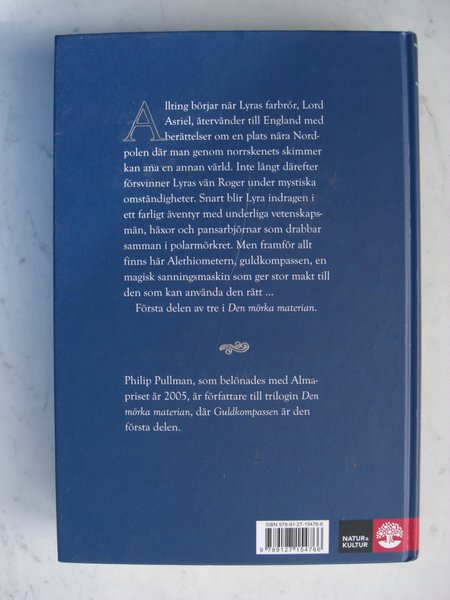 Allting börjar när Lyras farbror, Lord
Asriel, återvänder till England med
berättelser om en plats nära Nord-
polen där man genom norrskenets skimmer
kan ana en annan värld. Inte långt därefter
försvinner Lyras vän Roger under mystiska
omständigheter. Snart blir Lyra indragen i
ett farligt äventyr med underliga vetenskaps-
män, häxor och pansarbjörnar som drabbar
samman i polarmörkret. Men framför allt
finns här Alethiometern, guldkompassen, en
magisk sanningsmaskin som ger stor makt till
den som kan använda den rätt ...
Första delen av tre i Den mörka materian.
Philip Pullman, som belönades med Alma-
priset år 2005, är författare till trilogin Den
mörka materian, där Guldkompassen är den
första delen.
ISBN 978-91-27-15476-6
9 789127 154766
NATUR &
KULTUR